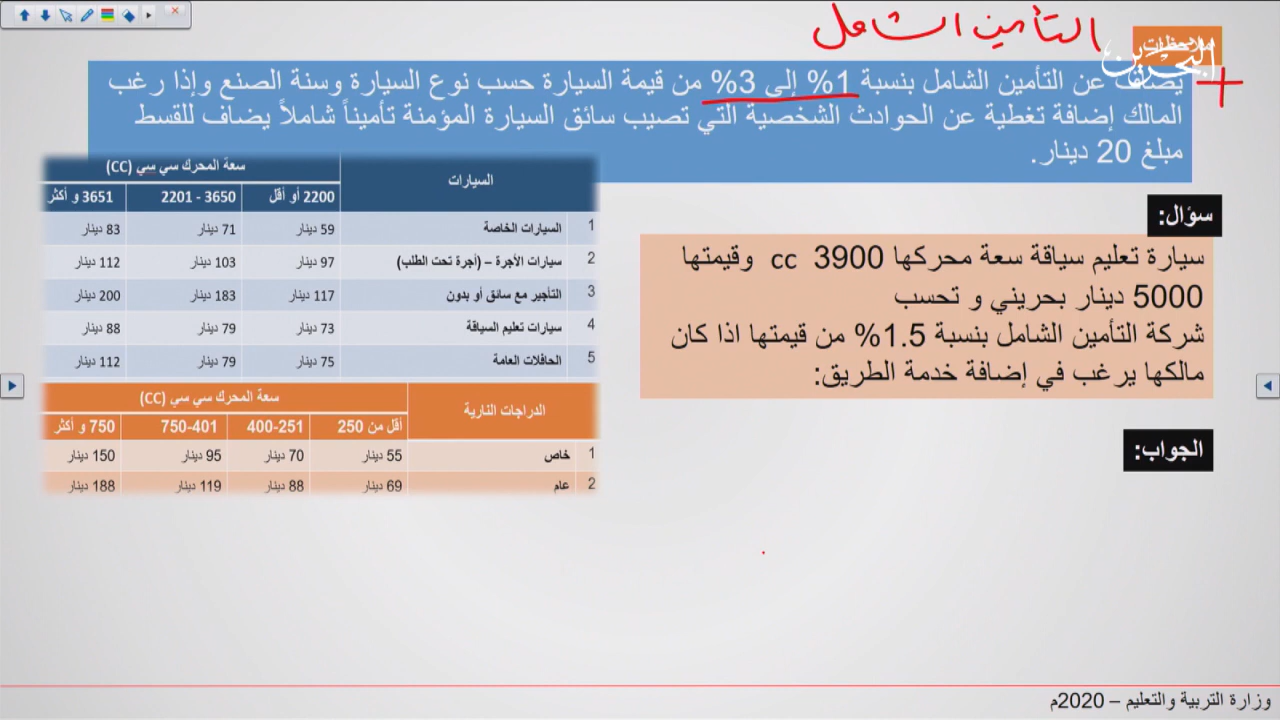 التأمين الشامل
ملاحظات
البحرين
يضاف عن التأمين الشامل بنسبة 1% إلى 3% من قيمة السيارة حسب نوع السيارة وسنة الصنع وإذا رغب
المالك إضافة تغطية عن الحوادث الشخصية التي تصيب سائق السيارة المؤمنة تأميناً شاملاً يضاف للقسط
مبلغ 20 دينار.
سؤال:
سيارة تعليم سياقة سعة محركها 3900 cc وقيمتها
5000 دينار بحريني و تحسب
شركة التأمين الشامل بنسبة 1.5% من قيمتها اذا كان
مالكها يرغب في إضافة خدمة الطريق:
الجواب:
السيارات سعة المحرك سي سي (CC)
2200 أو أقل 2201 - 3650 3651 و أكثر
1 السيارات الخاصة 59 دينار 71 دينار 83 دينار
2 سيارات الأجرة – (أجرة تحت الطلب) 97 دينار 103 دينار 112 دينار
3 التأجير مع سائق أو بدون 117 دينار 183 دينار 200 دينار
4 سيارات تعليم السياقة 73 دينار 79 دينار 88 دينار
5 الحافلات العامة 75 دينار 79 دينار 112 دينار
الدراجات النارية سعة المحرك سي سي (CC)
أقل من 250 400-251 750-401 750 و أكثر
1 خاص 55 دينار 70 دينار 95 دينار 150 دينار
2 عام 69 دينار 88 دينار 119 دينار 188 دينار
وزارة التربية والتعليم – 2020م